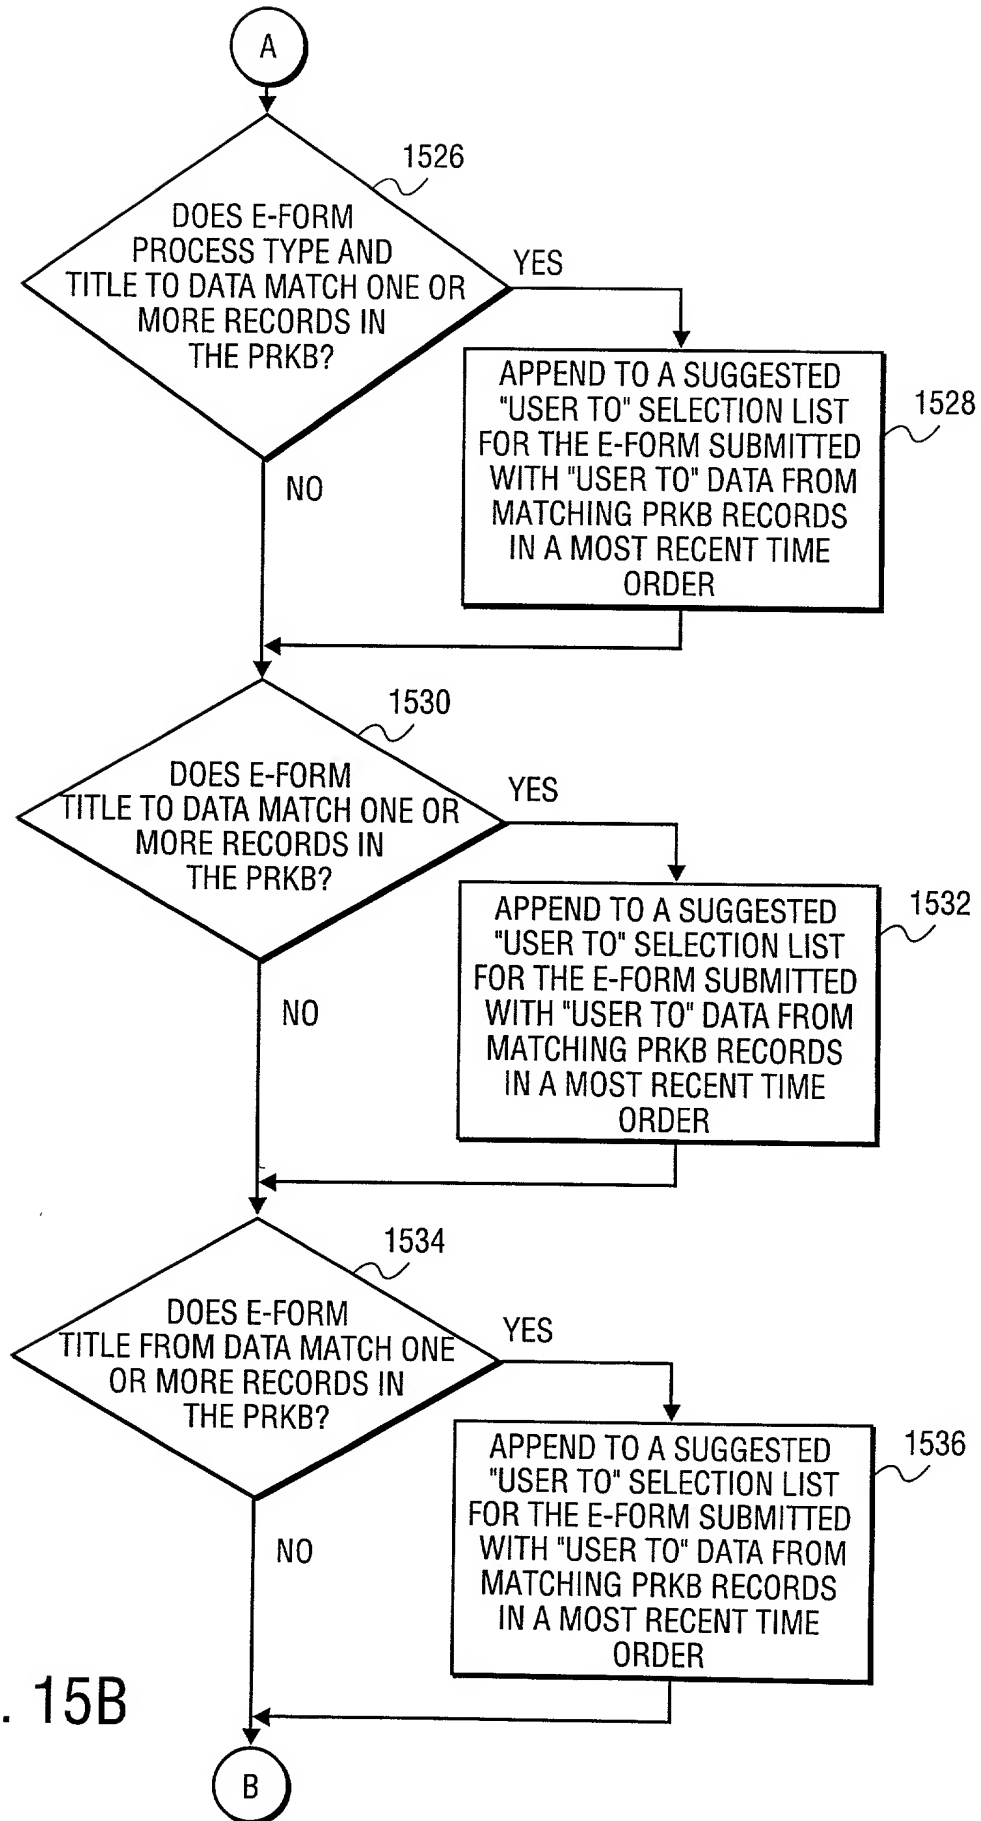 A
1526
DOES E-FORM
PROCESS TYPE AND
TITLE TO DATA MATCH ONE OR
MORE RECORDS IN
THE PRKB?
YES
NO
APPEND TO A SUGGESTED
"USER TO" SELECTION LIST
FOR THE E-FORM SUBMITTED
WITH "USER TO" DATA FROM
MATCHING PRKB RECORDS
IN A MOST RECENT TIME
ORDER
1528
1530
DOES E-FORM
TITLE TO DATA MATCH ONE OR
MORE RECORDS IN
THE PRKB?
YES
NO
APPEND TO A SUGGESTED
"USER TO" SELECTION LIST
FOR THE E-FORM SUBMITTED
WITH "USER TO" DATA FROM
MATCHING PRKB RECORDS
IN A MOST RECENT TIME
ORDER
1532
1534
DOES E-FORM
TITLE FROM DATA MATCH ONE
OR MORE RECORDS IN
THE PRKB?
YES
NO
APPEND TO A SUGGESTED
"USER TO" SELECTION LIST
FOR THE E-FORM SUBMITTED
WITH "USER TO" DATA FROM
MATCHING PRKB RECORDS
IN A MOST RECENT TIME
ORDER
1536
. 15B
B